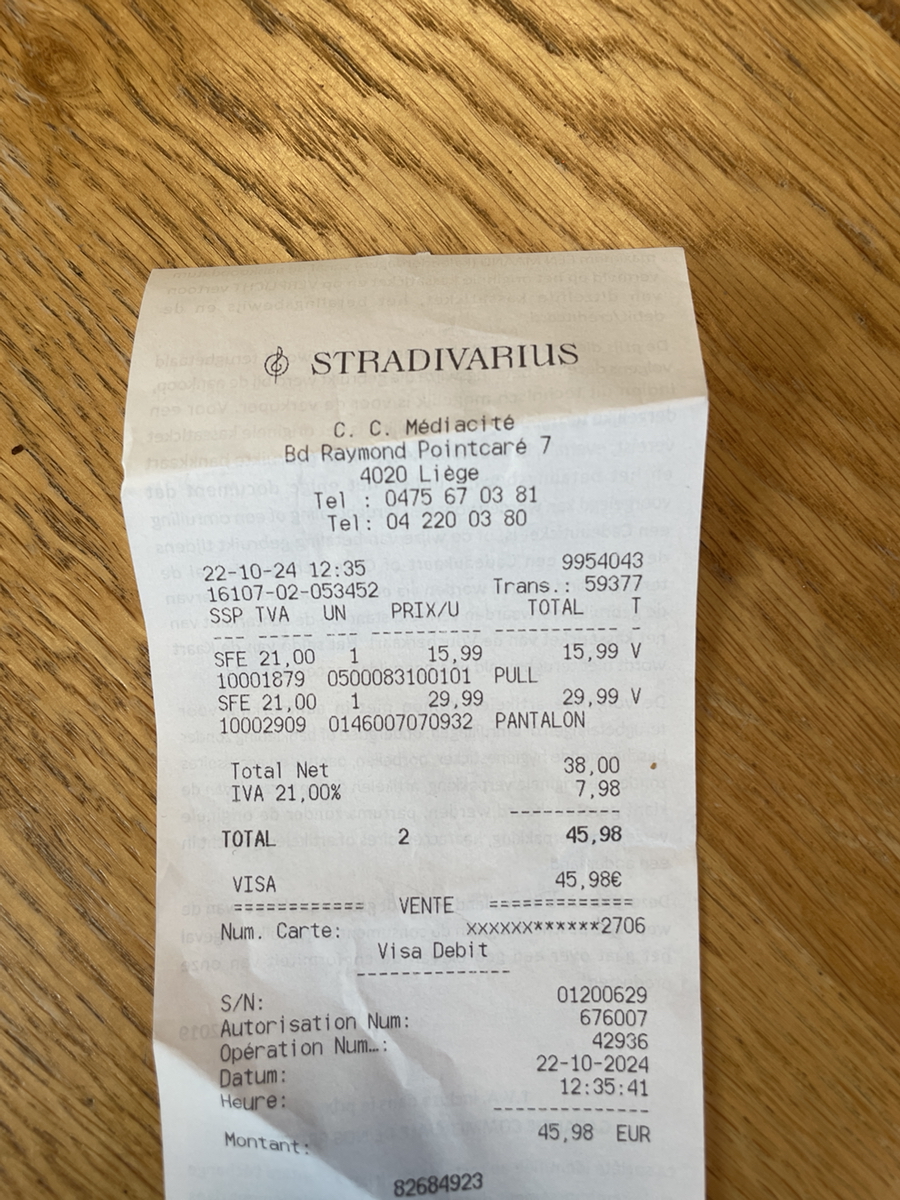 STRADIVARIUS
C. C. Médiacité
Bd Raymond Pointcaré 7
4020 Liège
Tel : 0475 67 03 81
Tel: 04 220 03 80
22-10-24 12:35 9954043
16107-02-053452 Trans.: 59377
SSP TVA UN PRIX/U TOTAL T
--- ------ -- -------- --------- -
SFE 21,00 1 15,99 15,99 V
10001879 0500083100101 PULL
SFE 21,00 1 29,99 29,99 V
10002909 0146007070932 PANTALON
Total Net 38,00
IVA 21,00% 7,98
----------
TOTAL 2 45,98
VISA 45,98€
============ VENTE =============
Num. Carte: xxxxxx******2706
Visa Debit
--------------
S/N: 01200629
Autorisation Num: 676007
Opération Num…: 42936
Datum: 22-10-2024
Heure: 12:35:41
--------------
Montant: 45,98 EUR
82684923